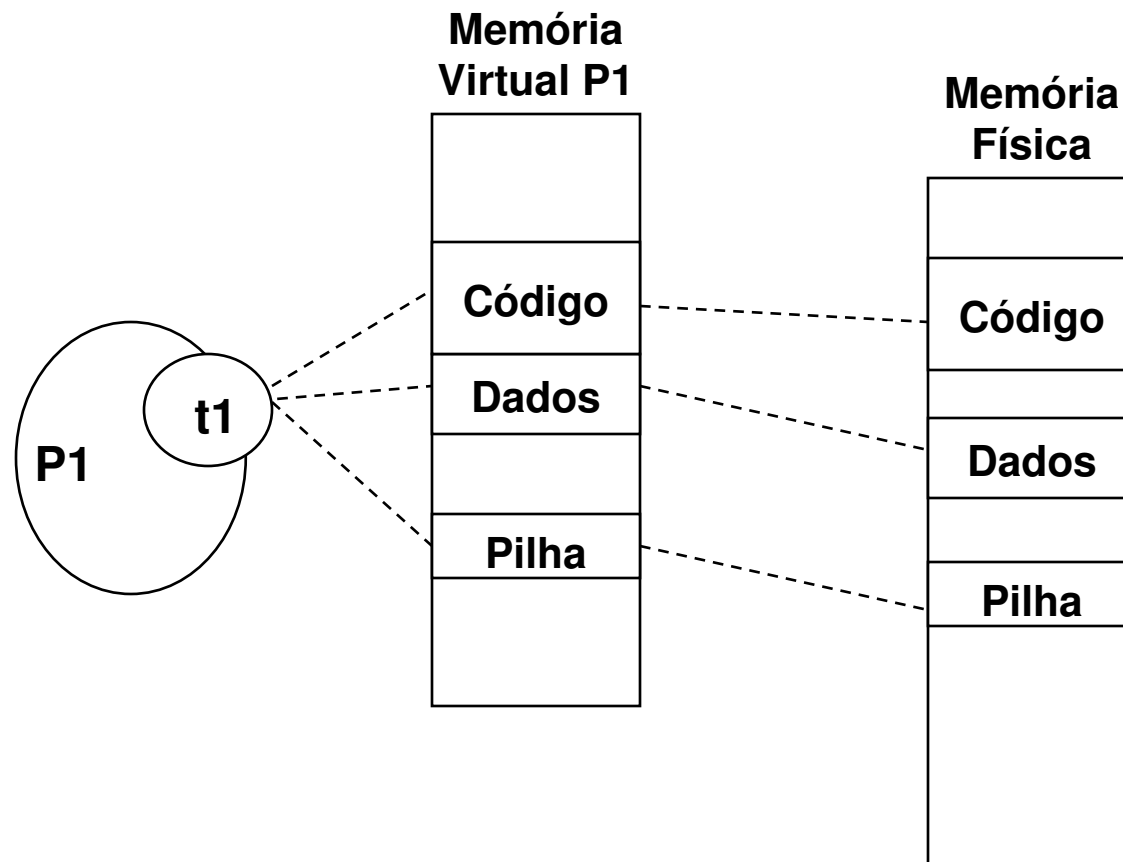 Memória
Virtual P1
Memória
Física
Código
Código
Dados
t1
P1
Dados
Pilha
Pilha